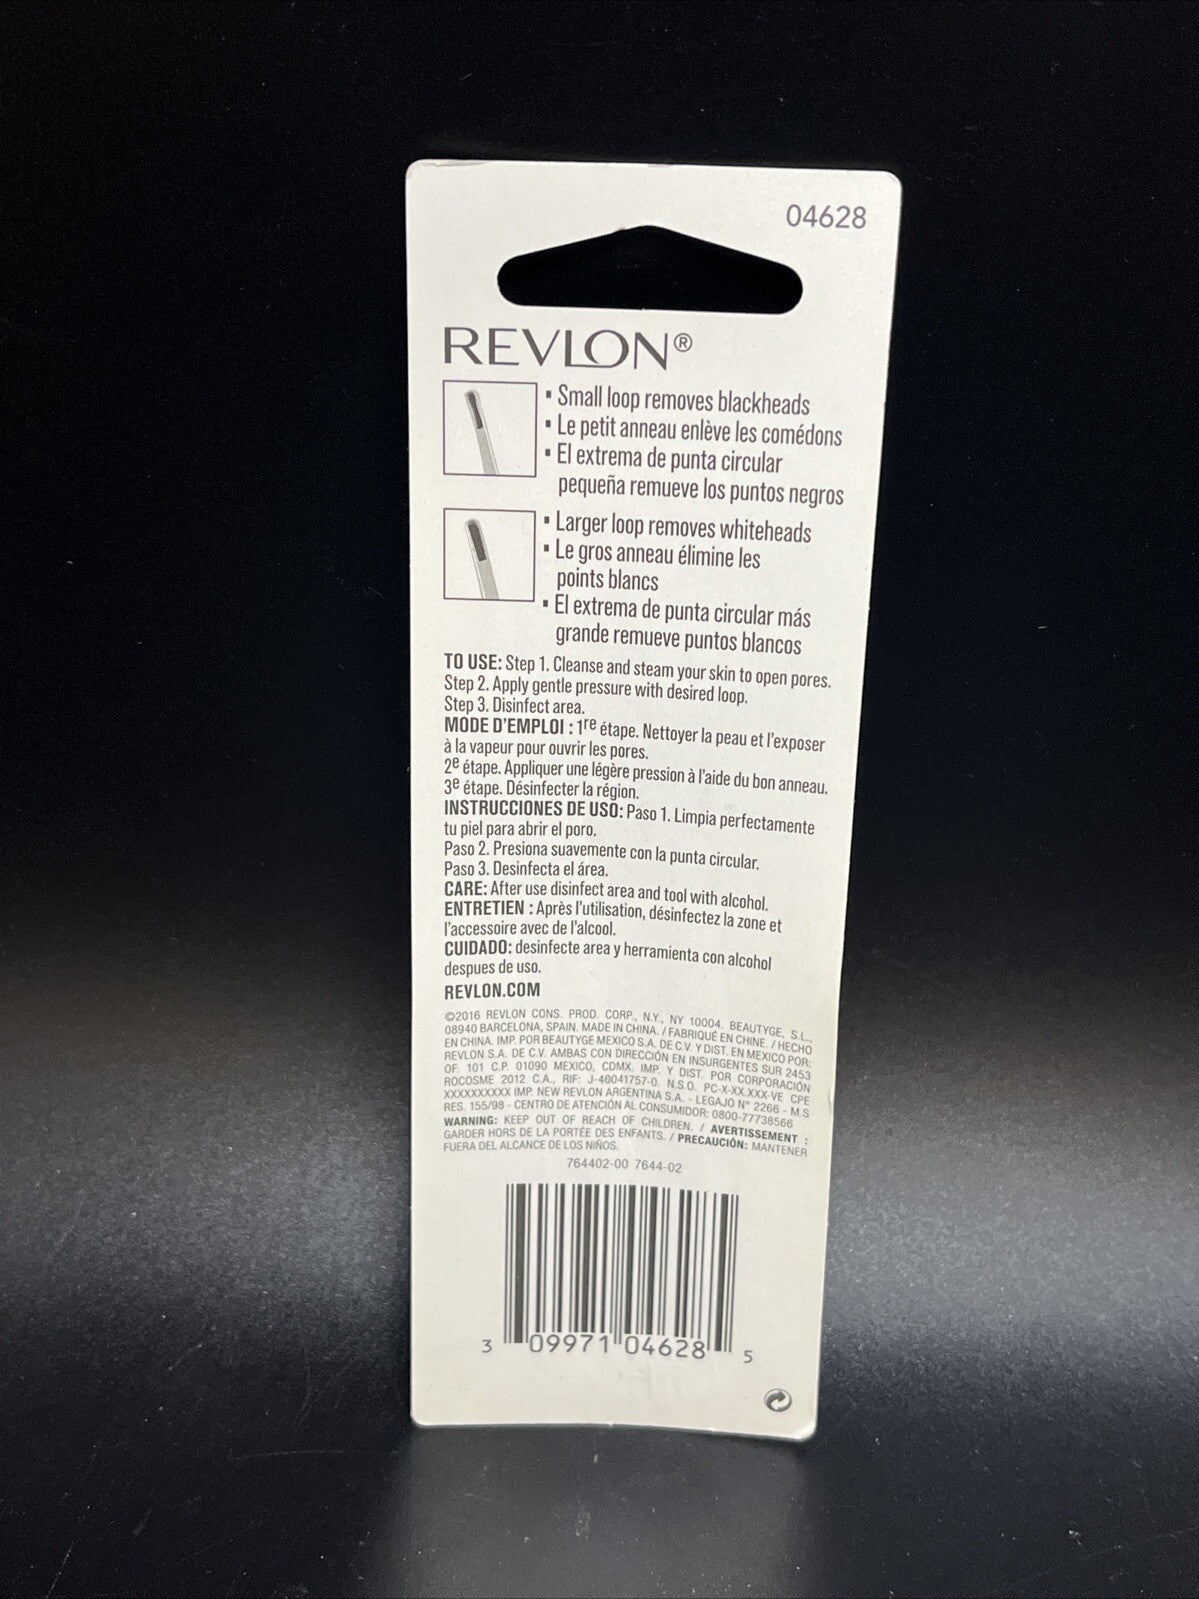 04628
REVLON®
▪ Small loop removes blackheads
▪ Le petit anneau enlève les comédons
▪ El extrema de punta circular
pequeña remueve los puntos negros
▪ Larger loop removes whiteheads
▪ Le gros anneau élimine les
points blancs
▪ El extrema de punta circular más
grande remueve puntos blancos
TO USE: Step 1. Cleanse and steam your skin to open pores.
Step 2. Apply gentle pressure with desired loop.
Step 3. Disinfect area.
MODE D'EMPLOI : 1re étape. Nettoyer la peau et l'exposer
à la vapeur pour ouvrir les pores.
2e étape. Appliquer une légère pression à l'aide du bon anneau.
3e étape. Désinfecter la région.
INSTRUCCIONES DE USO: Paso 1. Limpia perfectamente
tu piel para abrir el poro.
Paso 2. Presiona suavemente con la punta circular.
Paso 3. Desinfecta el área.
CARE: After use disinfect area and tool with alcohol.
ENTRETIEN : Après l'utilisation, désinfectez la zone et
l'accessoire avec de l'alcool.
CUIDADO: desinfecte area y herramienta con alcohol
despues de uso.
REVLON.COM
©2016 REVLON CONS. PROD. CORP., N.Y., NY 10004. BEAUTYGE, S.L.,
08940 BARCELONA, SPAIN. MADE IN CHINA. / FABRIQUÉ EN CHINE. / HECHO
EN CHINA. IMP. POR BEAUTYGE MEXICO S.A. DE C.V. Y DIST. EN MEXICO POR:
REVLON S.A. DE C.V. AMBAS CON DIRECCIÓN EN INSURGENTES SUR 2453
OF. 101 C.P. 01090 MEXICO, CDMX. IMP. Y DIST. POR CORPORACIÓN
ROCOSME 2012 C.A., RIF: J-40041757-0. N.S.O. PC-X-XX.XXX-VE CPE
XXXXXXXXXX IMP. NEW REVLON ARGENTINA S.A. - LEGAJO N° 2266 - M.S
RES. 155/98 - CENTRO DE ATENCIÓN AL CONSUMIDOR: 0800-77738566
WARNING: KEEP OUT OF REACH OF CHILDREN. / AVERTISSEMENT :
GARDER HORS DE LA PORTÉE DES ENFANTS. / PRECAUCIÓN: MANTENER
FUERA DEL ALCANCE DE LOS NIÑOS.
764402-00 7644-02
3 09971 04628 5